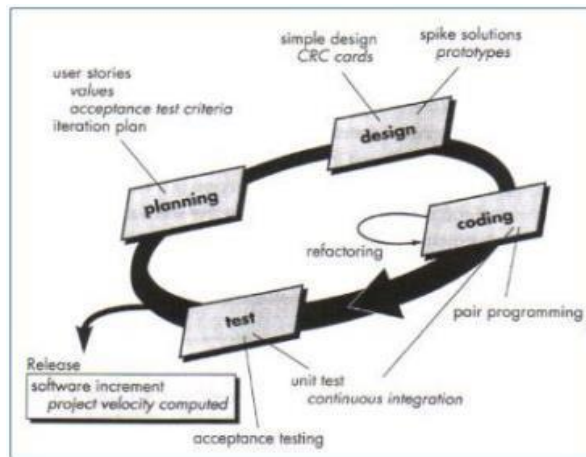 simple design
CRC cards
spike solutions
prototypes
user stories
values
acceptance test criteria
iteration plan
design
planning
coding
refactoring
test
pair programming
Release
software increment
project velocity computed
unit test
continuous integration
acceptance testing